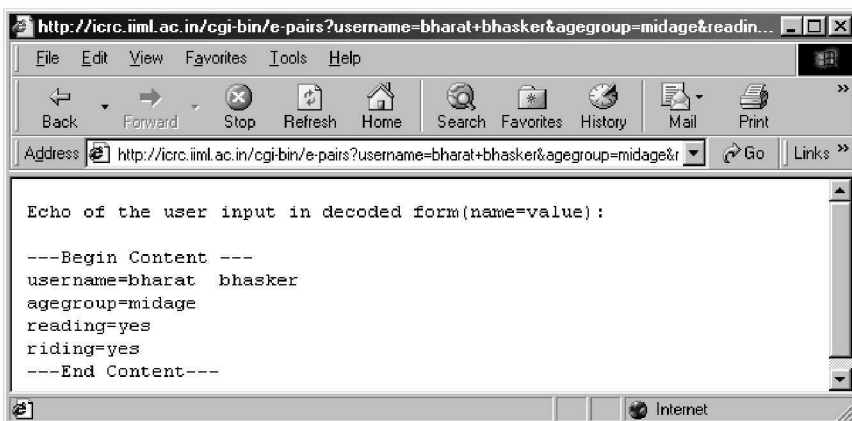 http://icrc.iiml.ac.in/cgi-bin/e-pairs?username=bharat+bhasker&agegroup=midage&readin...
File Edit View Favorites Tools Help
Back Forward Stop Refresh Home Search Favorites History Mail Print »
Address http://icrc.iiml.ac.in/cgi-bin/e-pairs?username=bharat+bhasker&agegroup=midage&r Go Links »
Echo of the user input in decoded form(name=value):
---Begin Content ---
username=bharat  bhasker
agegroup=midage
reading=yes
riding=yes
---End Content---
Internet